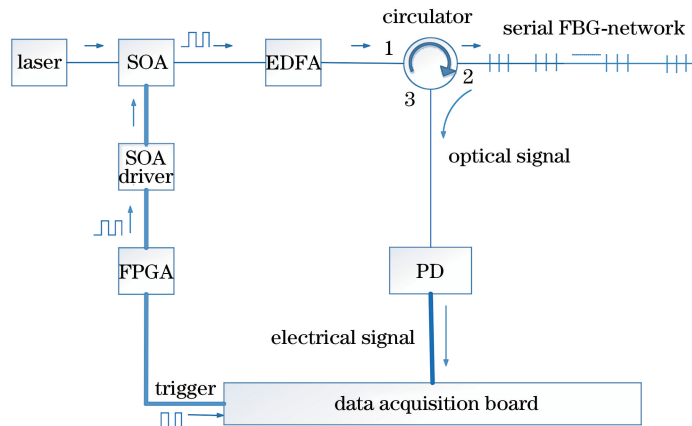 circulator
serial FBG-network
laser
SOA
EDFA
1
2
3
SOA
driver
optical signal
FPGA
PD
electrical signal
trigger
data acquisition board